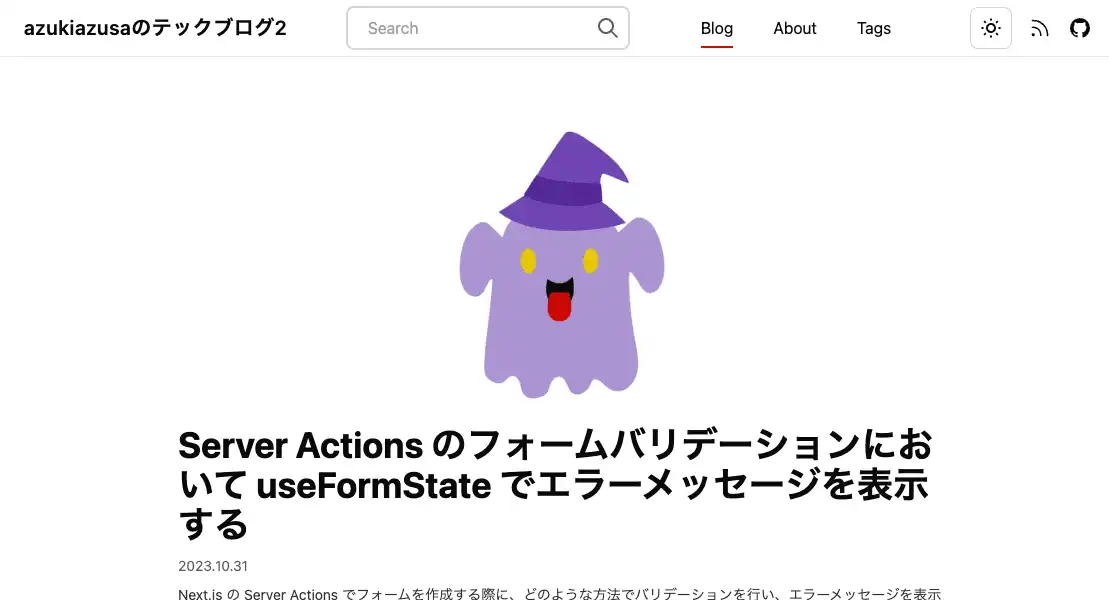 azukiazusaのテックブログ2
Search
Blog
About
Tags
Server Actions のフォームバリデーションにお
いて useFormState でエラーメッセージを表示
する
2023.10.31
Next.js の Server Actions でフォームを作成する際に、どのような方法でバリデーションを行い、エラーメッセージを表示